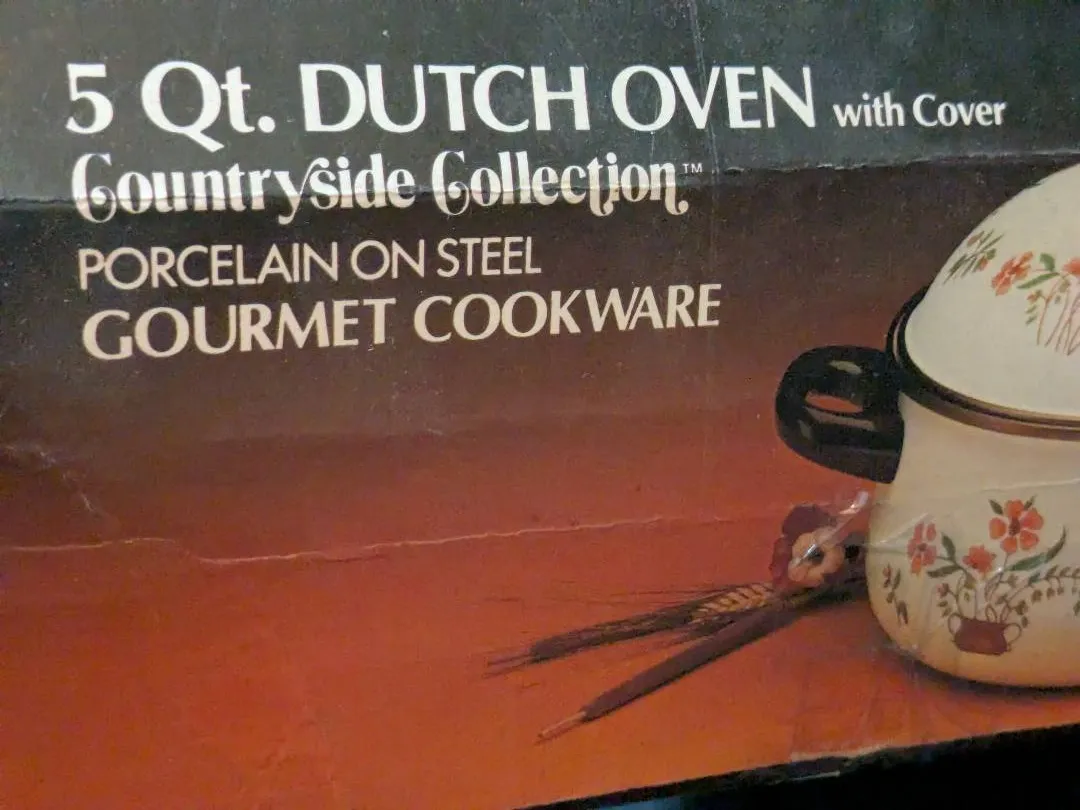 5 Qt. DUTCH OVEN with Cover
Countryside Collection™
PORCELAIN ON STEEL
GOURMET COOKWARE